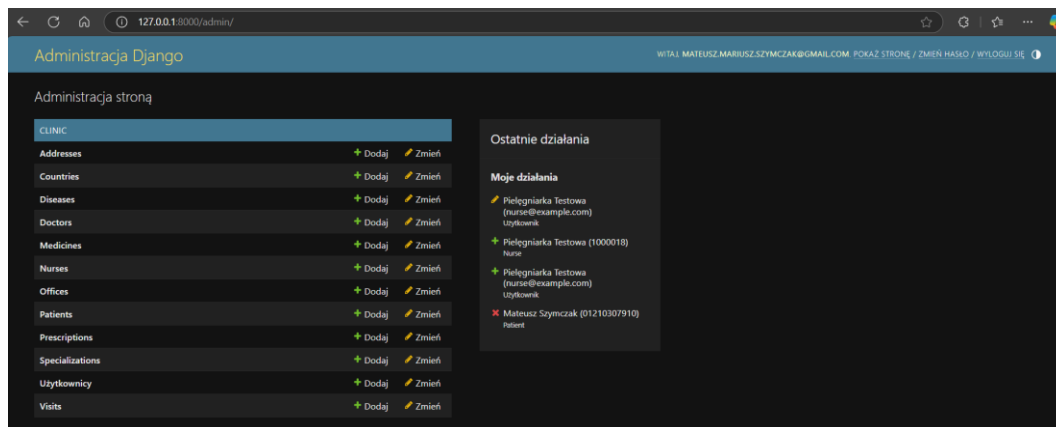 127.0.0.1:8000/admin/
Administracja Django
WITAJ, MATEUSZ.MARIUSZ.SZYMCZAK@GMAIL.COM. POKAŻ STRONĘ / ZMIEŃ HASŁO / WYLOGUJ SIĘ
Administracja stroną
CLINIC
Addresses Dodaj Zmień
Countries Dodaj Zmień
Diseases Dodaj Zmień
Doctors Dodaj Zmień
Medicines Dodaj Zmień
Nurses Dodaj Zmień
Offices Dodaj Zmień
Patients Dodaj Zmień
Prescriptions Dodaj Zmień
Specializations Dodaj Zmień
Użytkownicy Dodaj Zmień
Visits Dodaj Zmień
Ostatnie działania
Moje działania
Pielęgniarka Testowa
(nurse@example.com)
Użytkownik
Pielęgniarka Testowa (1000018)
Nurse
Pielęgniarka Testowa
(nurse@example.com)
Użytkownik
Mateusz Szymczak (01210307910)
Patient